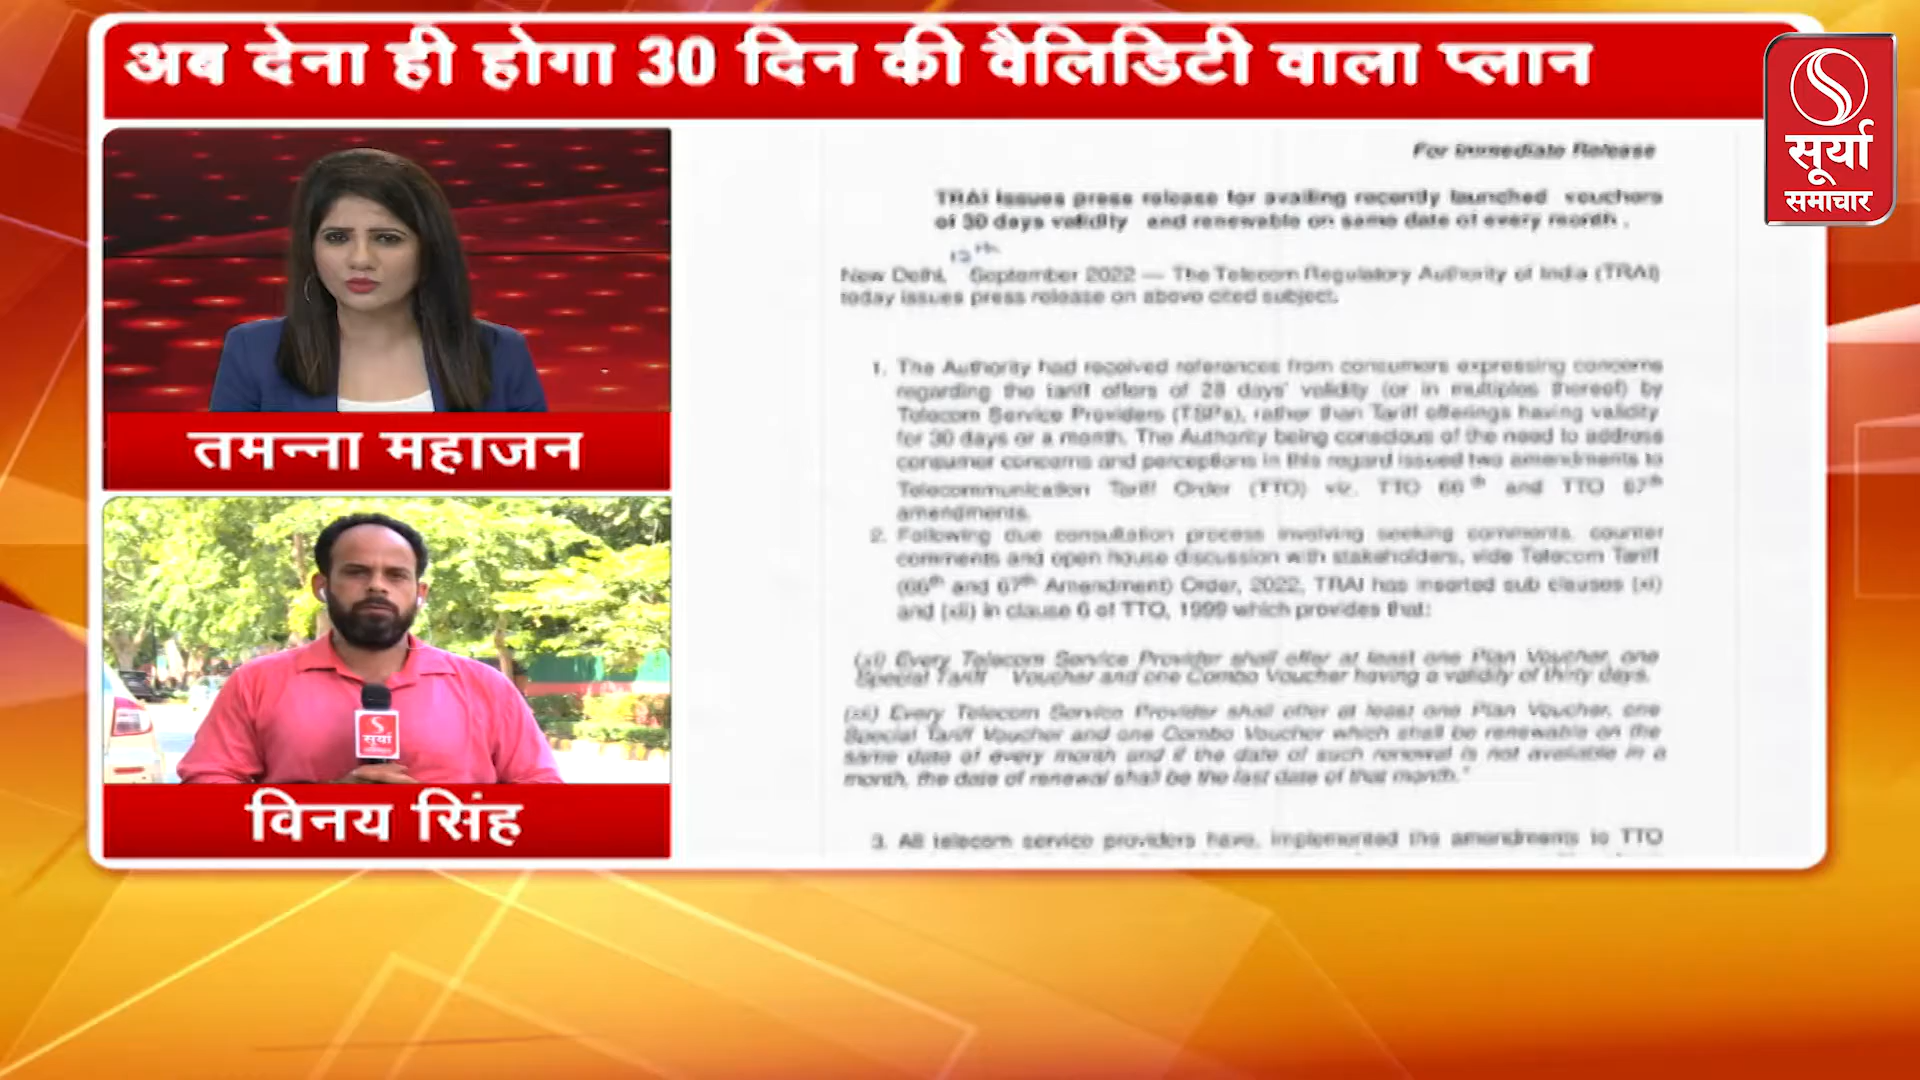 अब देना ही होगा 30 दिन की वैलिडिटी वाला प्लान
सूर्या
समाचार
तमन्ना महाजन
सूर्या
विनय सिंह
For Immediate Release
TRAI issues press release for availing recently launched vouchers
of 30 days validity and renewable on same date of every month .
New Delhi, September 2022 — The Telecom Regulatory Authority of India (TRAI)
today issues press release on above cited subject.
1. The Authority had received references from consumers expressing concerns
regarding the tariff offers of 28 days' validity (or in multiples thereof) by
Telecom Service Providers (TSPs), rather than Tariff offerings having validity
for 30 days or a month. The Authority being conscious of the need to address
consumer concerns and perceptions in this regard issued two amendments to
Telecommunication Tariff Order (TTO) viz. TTO 66th and TTO 67th
amendments.
2. Following due consultation process involving seeking comments, counter
comments and open house discussion with stakeholders, vide Telecom Tariff
(66th and 67th Amendment) Order, 2022, TRAI has inserted sub clauses (xi)
and (xii) in clause 6 of TTO, 1999 which provides that:
(xi) Every Telecom Service Provider shall offer at least one Plan Voucher, one
Special Tariff Voucher and one Combo Voucher having a validity of thirty days.
(xii) Every Telecom Service Provider shall offer at least one Plan Voucher, one
Special Tariff Voucher and one Combo Voucher which shall be renewable on the
same date of every month and if the date of such renewal is not available in a
month, the date of renewal shall be the last date of that month."
3. All telecom service providers have, implemented the amendments to TTO